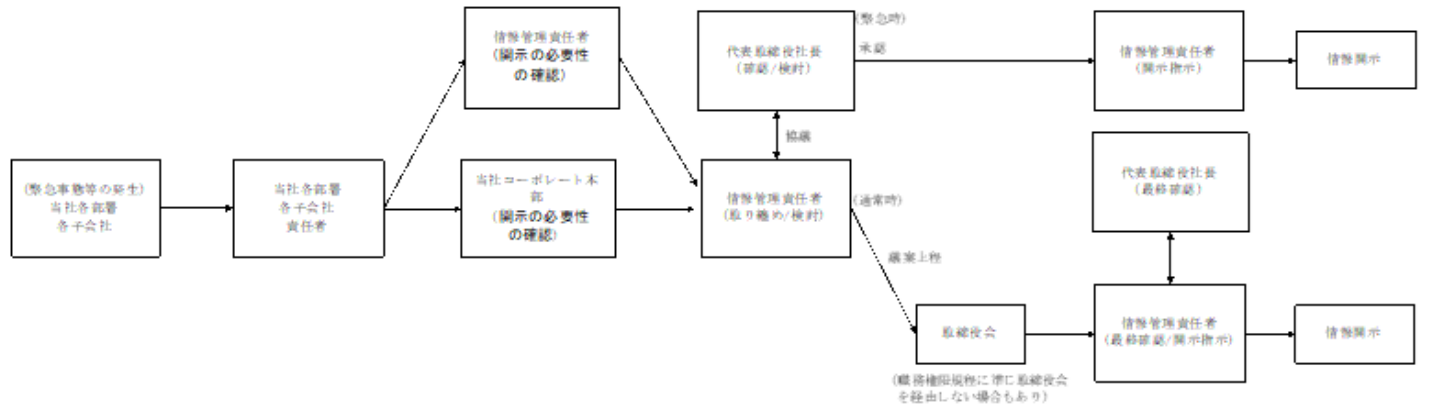 (緊急事態等の発生)
当社各部署
各子会社
当社各部署
各子会社
責任者
情報管理責任者
(開示の必要性
の確認)
当社コーポレート本
部
(開示の必要性
の確認)
代表取締役社長
(確認/検討)
協議
情報管理責任者
(取り纏め/検討)
(緊急時)
承認
情報管理責任者
(開示指示)
情報開示
(通常時)
議案上程
取締役会
(職務権限規程に準じ取締役会
を経由しない場合もあり)
代表取締役社長
(最終確認)
情報管理責任者
(最終確認/開示指示)
情報開示